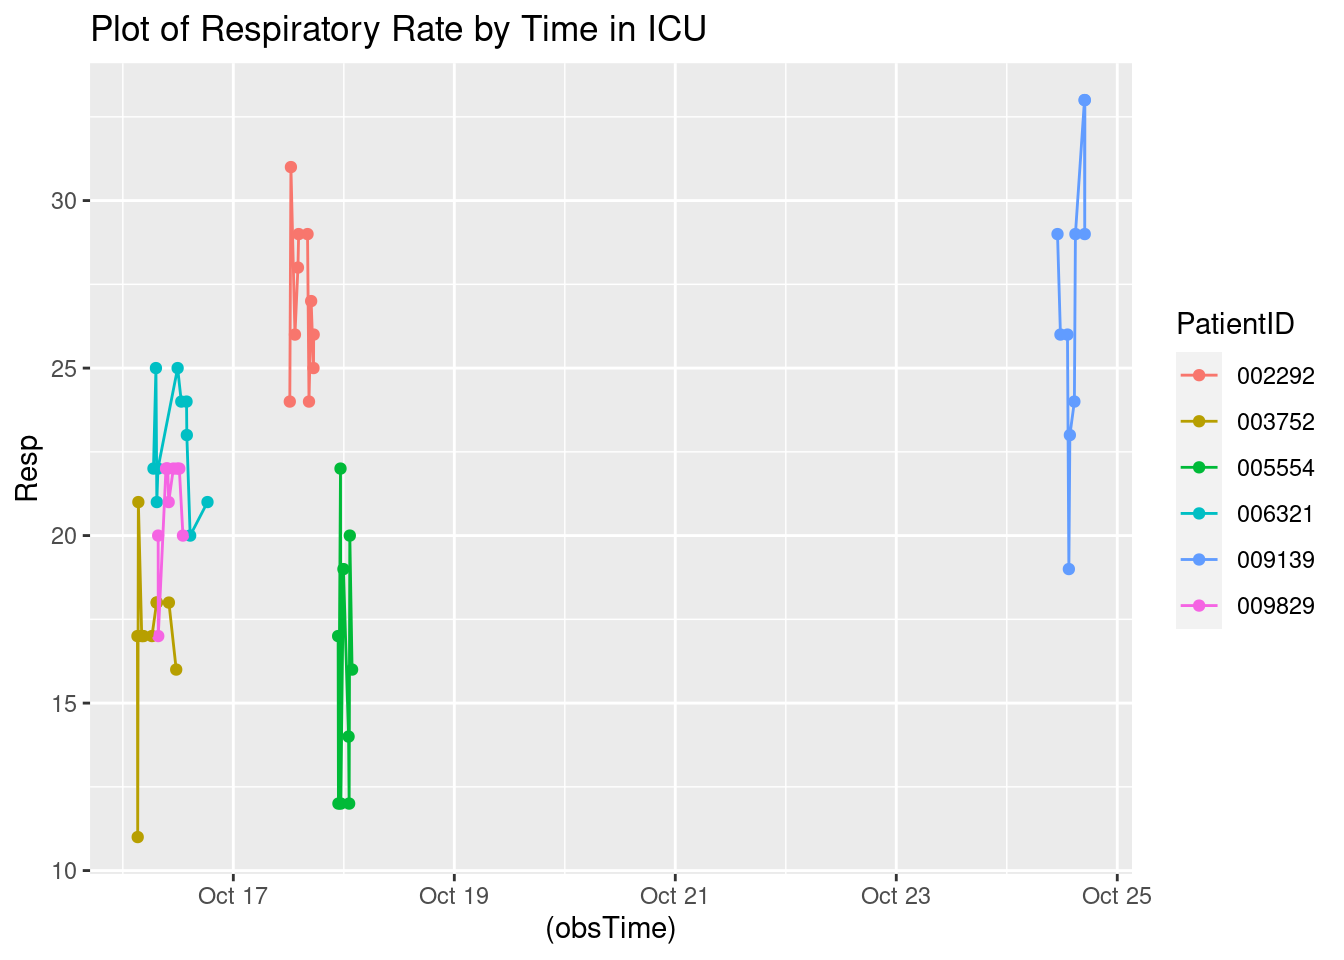 Plot of Respiratory Rate by Time in ICU
Resp
30
25
20
15
10
Oct 17
Oct 19
Oct 21
Oct 23
Oct 25
(obsTime)
PatientID
002292
003752
005554
006321
009139
009829